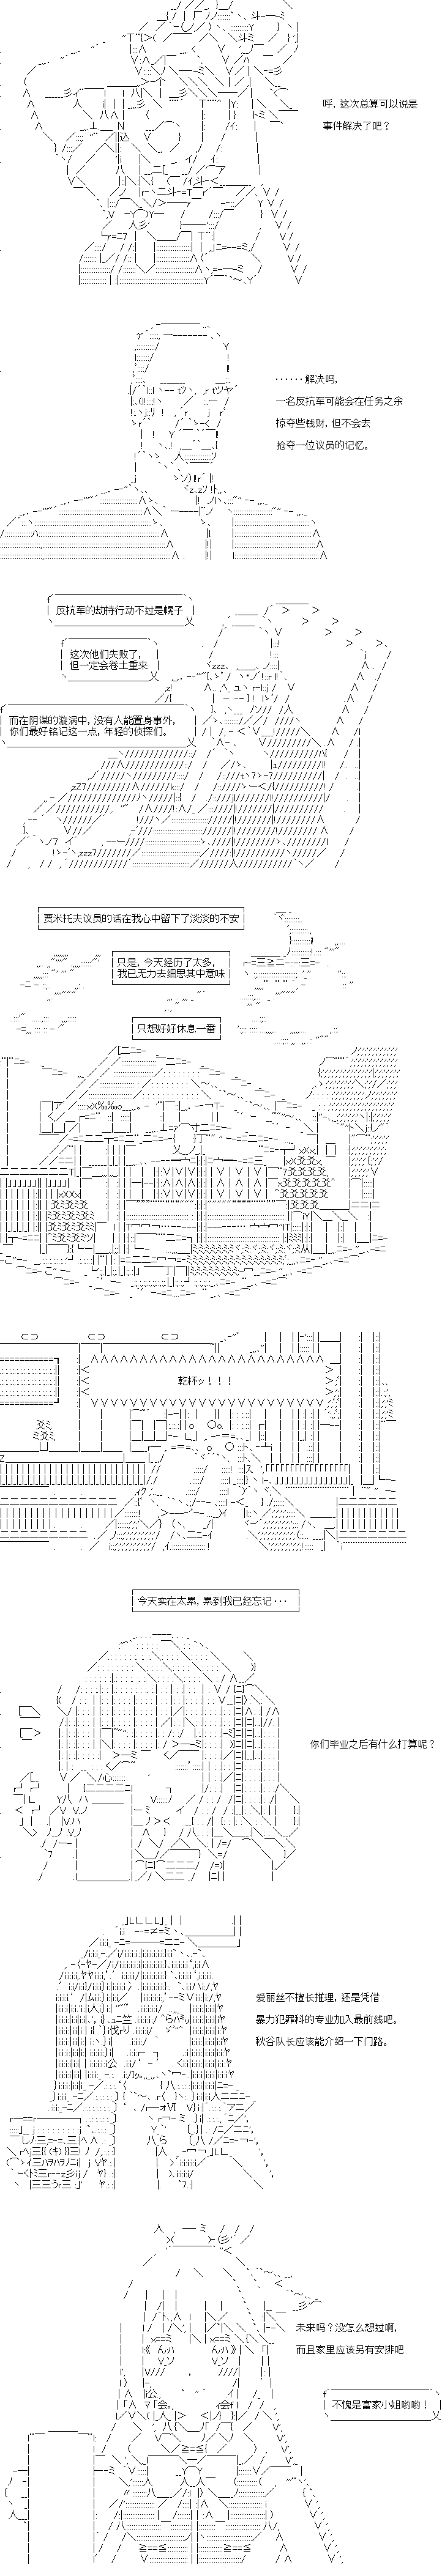 呼,这次总算可以说是
事件解决了吧？
······解决吗,
一名反抗军可能会在任务之余
掠夺些钱财,但不会去
抢夺一位议员的记忆。
反抗军的劫持行动不过是幌子
这次他们失败了,
但一定会卷土重来
而在阴谋的漩涡中,没有人能置身事外,
你们最好铭记这一点,年轻的侦探们。
贾米托夫议员的话在我心中留下了淡淡的不安
只是,今天经历了太多,
我已无力去细思其中意味
只想好好休息一番
乾杯ッ！！！
今天实在太累,累到我已经忘记···
你们毕业之后有什么打算呢？
爱丽丝不擅长推理,还是凭借
暴力犯罪科的专业加入最前线吧。
秋谷队长应该能介绍一下门路。
未来吗？没怎么想过啊,
而且家里应该另有安排吧
不愧是富家小姐哟哟！